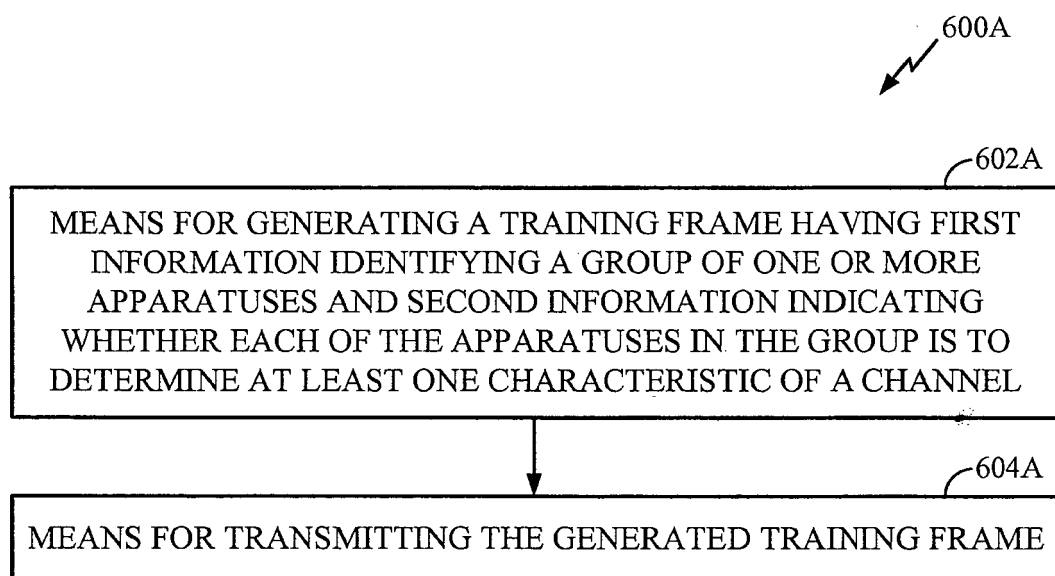 600A
602A
MEANS FOR GENERATING A TRAINING FRAME HAVING FIRST
INFORMATION IDENTIFYING A GROUP OF ONE OR MORE
APPARATUSES AND SECOND INFORMATION INDICATING
WHETHER EACH OF THE APPARATUSES IN THE GROUP IS TO
DETERMINE AT LEAST ONE CHARACTERISTIC OF A CHANNEL
604A
MEANS FOR TRANSMITTING THE GENERATED TRAINING FRAME